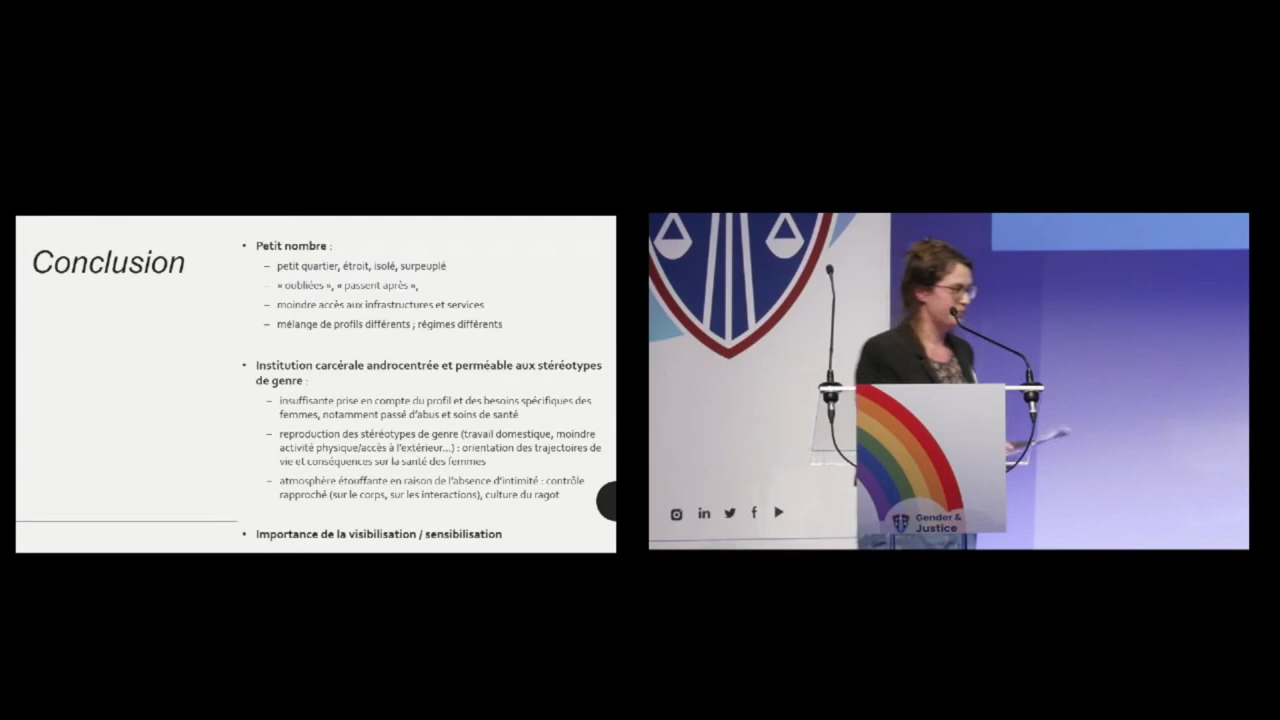 Conclusion
• Petit nombre :
– petit quartier, étroit, isolé, surpeuplé
– « oubliées », « passent après »,
– moindre accès aux infrastructures et services
– mélange de profils différents ; régimes différents
• Institution carcérale androcentrée et perméable aux stéréotypes
de genre :
– insuffisante prise en compte du profil et des besoins spécifiques des
femmes, notamment passé d’abus et soins de santé
– reproduction des stéréotypes de genre (travail domestique, moindre
activité physique/accès à l’extérieur…) : orientation des trajectoires de
vie et conséquences sur la santé des femmes
– atmosphère étouffante en raison de l’absence d’intimité : contrôle
rapproché (sur le corps, sur les interactions), culture du ragot
• Importance de la visibilisation / sensibilisation
Gender &
Justice